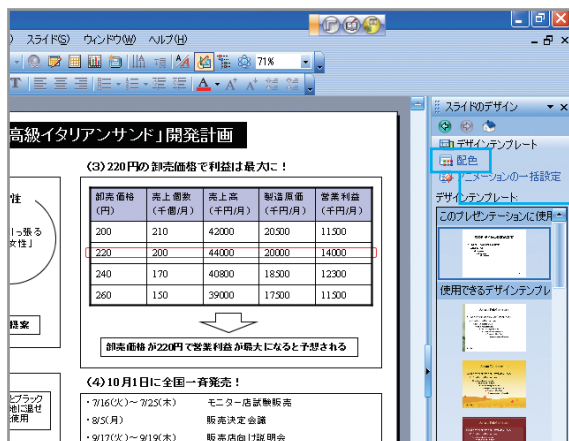 スライド(S) ウィンドウ(W) ヘルプ(H)
71%
スライドのデザイン
デザインテンプレート
配色
アニメーションの一括設定
デザインテンプレート:
このプレゼンテーションに使用
使用できるデザインテンプレ
高級イタリアンサンド」開発計画
(3)220円の卸売価格で利益は最大に!
卸売価格(円) 売上個数(千個/月) 売上高(千円/月) 製造原価(千円/月) 営業利益(千円/月)
200 210 42000 20500 11500
220 200 44000 20000 14000
240 170 40800 18500 12300
260 150 39000 17500 11500
卸売価格が220円で営業利益が最大になると予想される
(4)10月1日に全国一斉発売!
・7/16(火)~7/25(木) モニター店試験販売
・8/5(月) 販売決定会議
・9/17(火)~9/19(木) 販売店向け説明会
性
引っ張る
女性」
提案
とブラック
地に混ぜ
使用